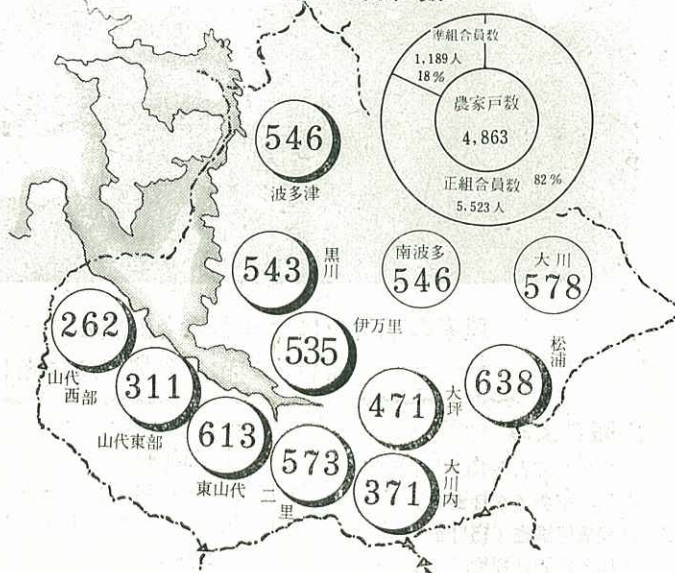 準組合員数
1,189人
18%
農家戸数
4,863
正組合員数 82%
5,523人
546
波多津
543
黒川
南波多
546
大川
578
535
伊万里
262
山代
西部
311
山代東部
613
東山代
573
二里
471
大坪
371
大川内
638
松浦